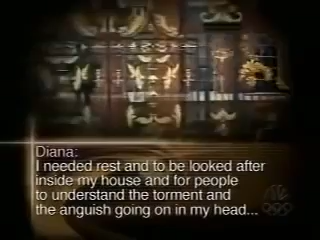 Diana:
I needed rest and to be looked after
inside my house and for people
to understand the torment and
the anguish going on in my head...